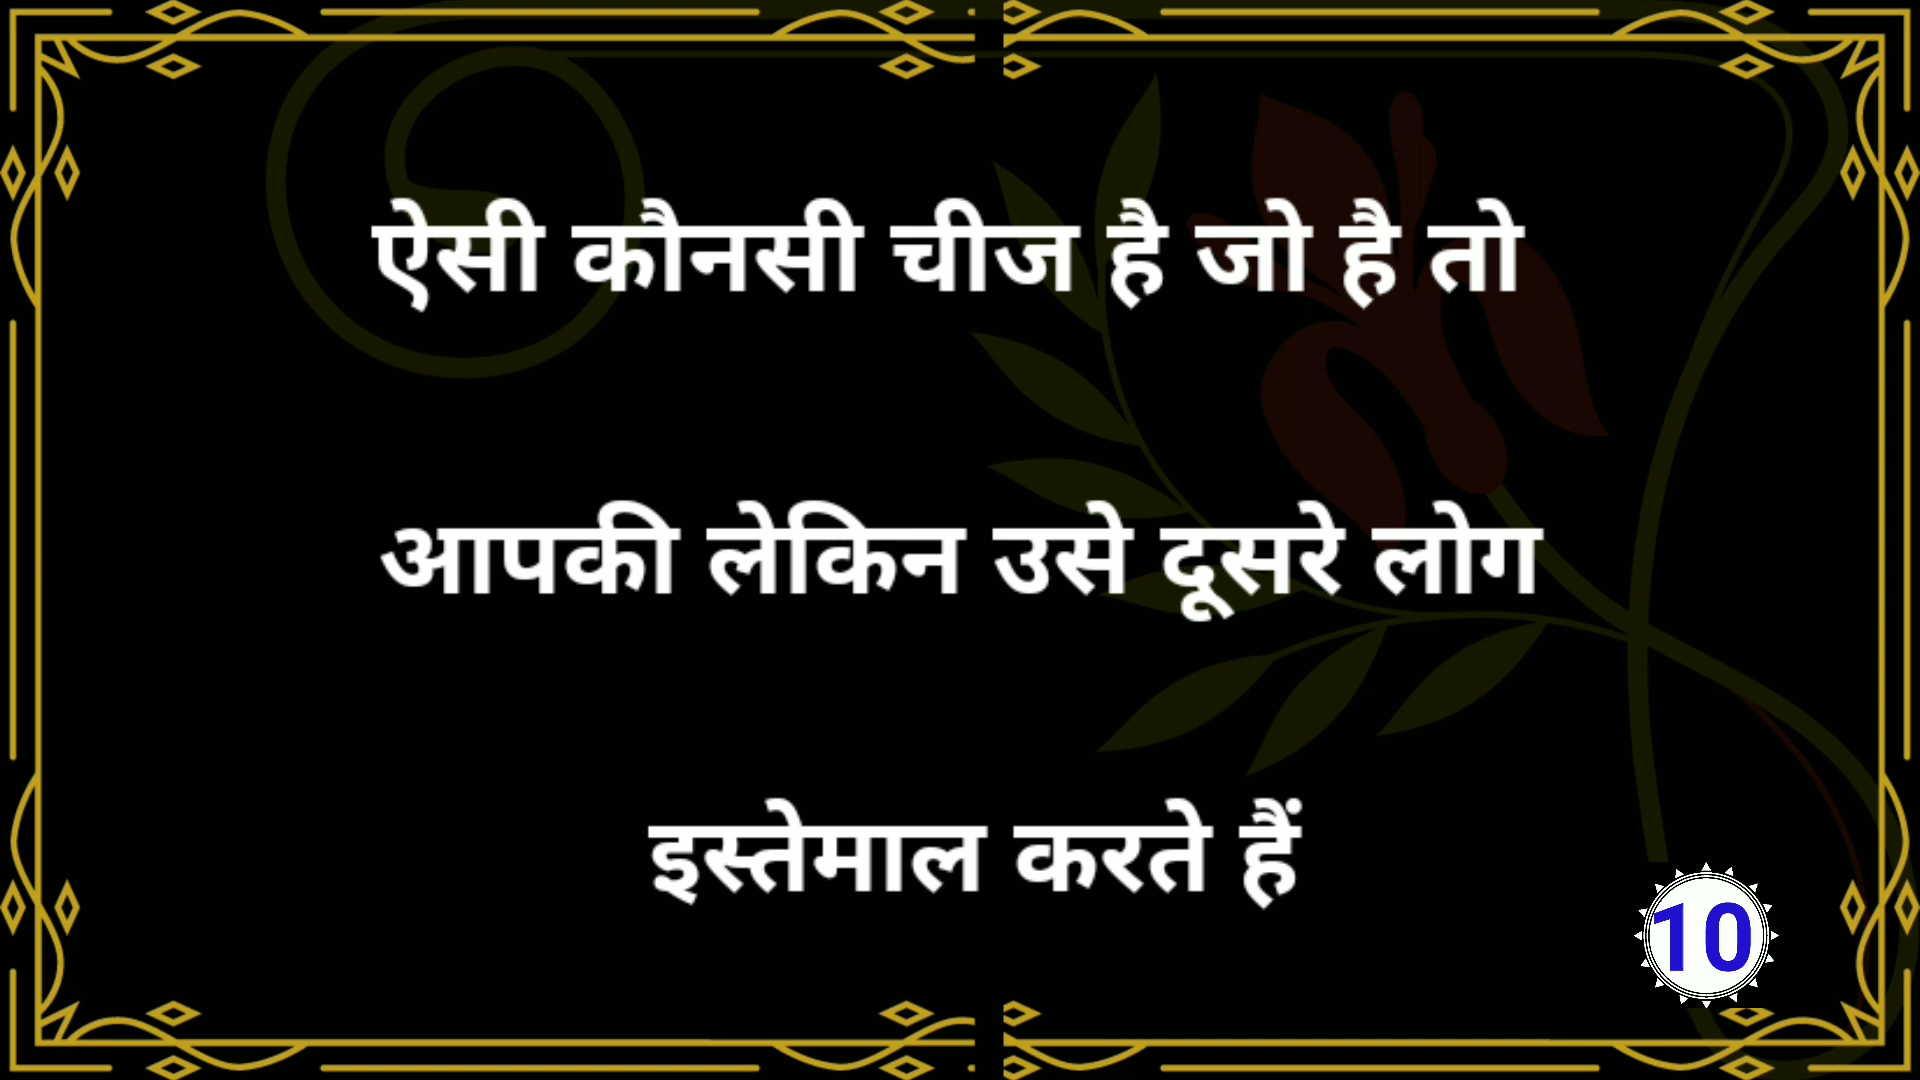 ऐसी कौनसी चीज है जो है तो
आपकी लेकिन उसे दूसरे लोग
इस्तेमाल करते हैं
10